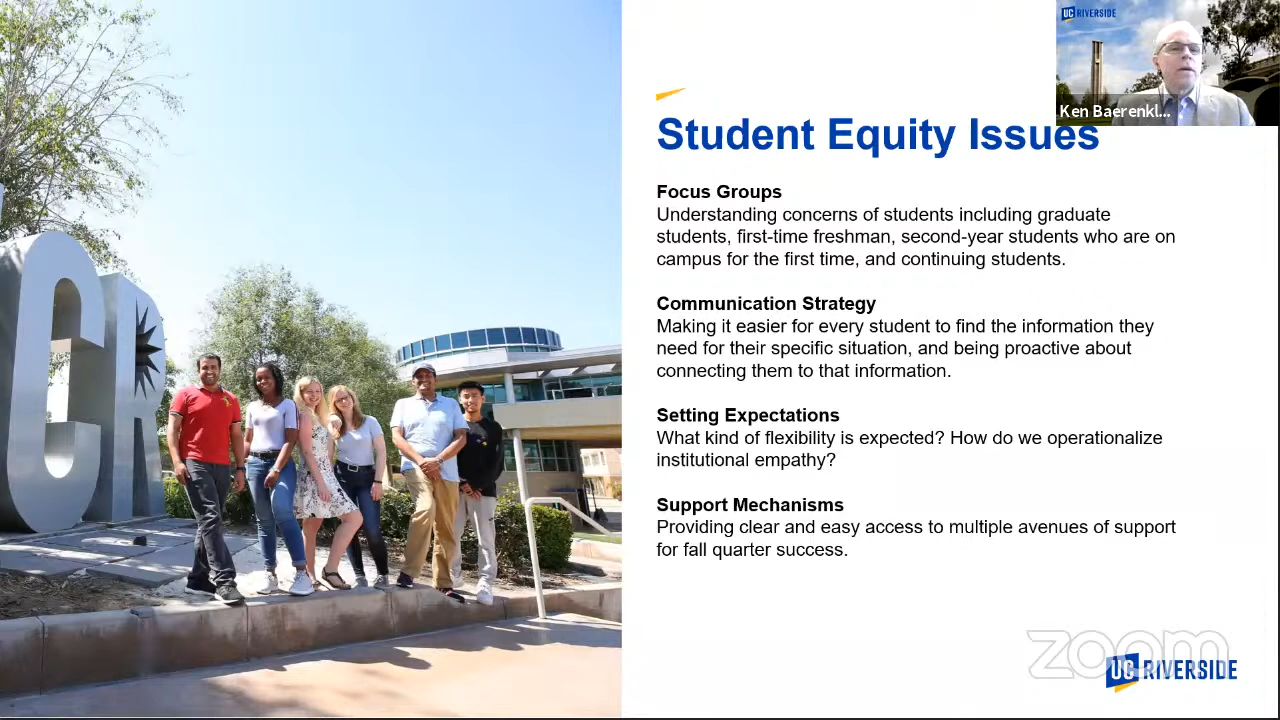 UC RIVERSIDE
Ken Baerenkl...
Student Equity Issues
Focus Groups
Understanding concerns of students including graduate
students, first-time freshman, second-year students who are on
campus for the first time, and continuing students.
Communication Strategy
Making it easier for every student to find the information they
need for their specific situation, and being proactive about
connecting them to that information.
Setting Expectations
What kind of flexibility is expected? How do we operationalize
institutional empathy?
Support Mechanisms
Providing clear and easy access to multiple avenues of support
for fall quarter success.
CR
zoom
UC RIVERSIDE